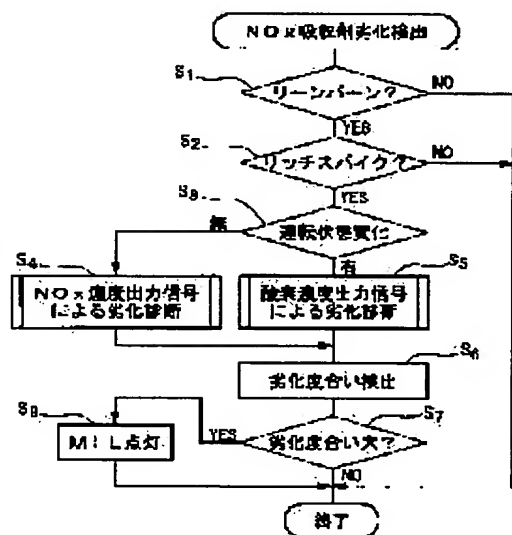 NOx吸収剤劣化検出
S1
リーンバーン?
NO
YES
S2
リッチスパイク?
NO
YES
S3
運転状態変化
無
有
S4
NOx濃度出力信号
による劣化診断
S5
酸素濃度出力信号
による劣化診断
S6
劣化度合い検出
S7
劣化度合い大?
YES
NO
S8
MIL点灯
終了